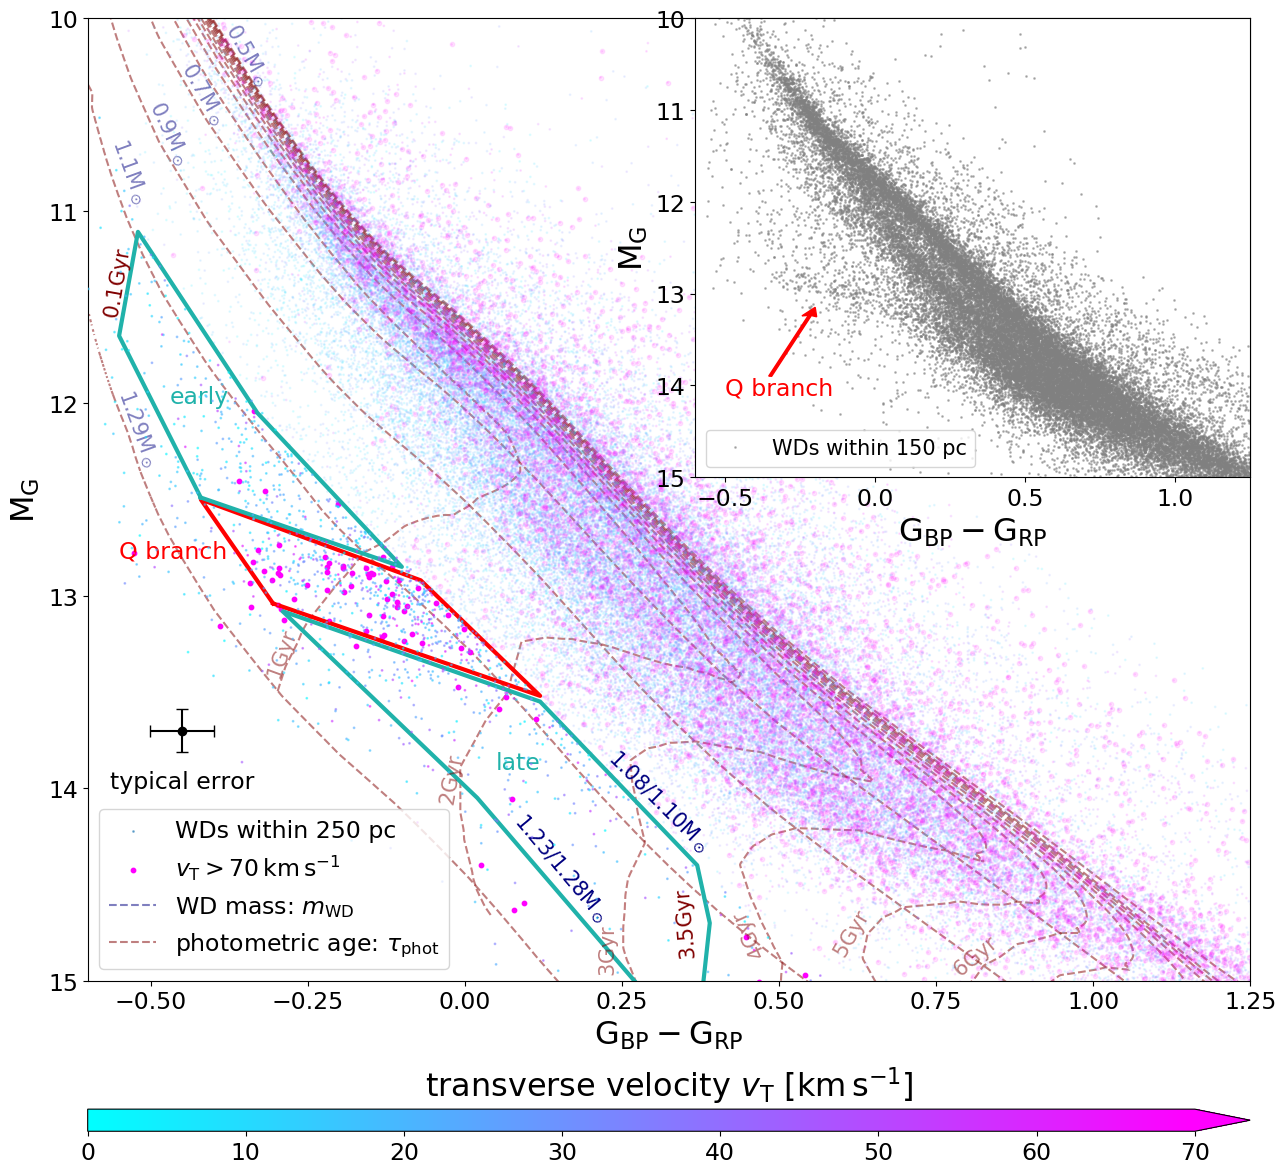 10
11
12
13
14
15
M_G
−0.50
−0.25
0.00
0.25
0.50
0.75
1.00
1.25
G_BP − G_RP
0.5M⊙
0.7M⊙
0.9M⊙
1.1M⊙
1.29M⊙
0.1Gyr
early
Q branch
1Gyr
2Gyr
3Gyr
3.5Gyr
4Gyr
5Gyr
6Gyr
late
1.08/1.10M⊙
1.23/1.28M⊙
typical error
WDs within 250 pc
v_T > 70 km s⁻¹
WD mass: m_WD
photometric age: τ_phot
10
11
12
13
14
15
M_G
Q branch
WDs within 150 pc
−0.5
0.0
0.5
1.0
G_BP − G_RP
transverse velocity v_T [km s⁻¹]
0
10
20
30
40
50
60
70